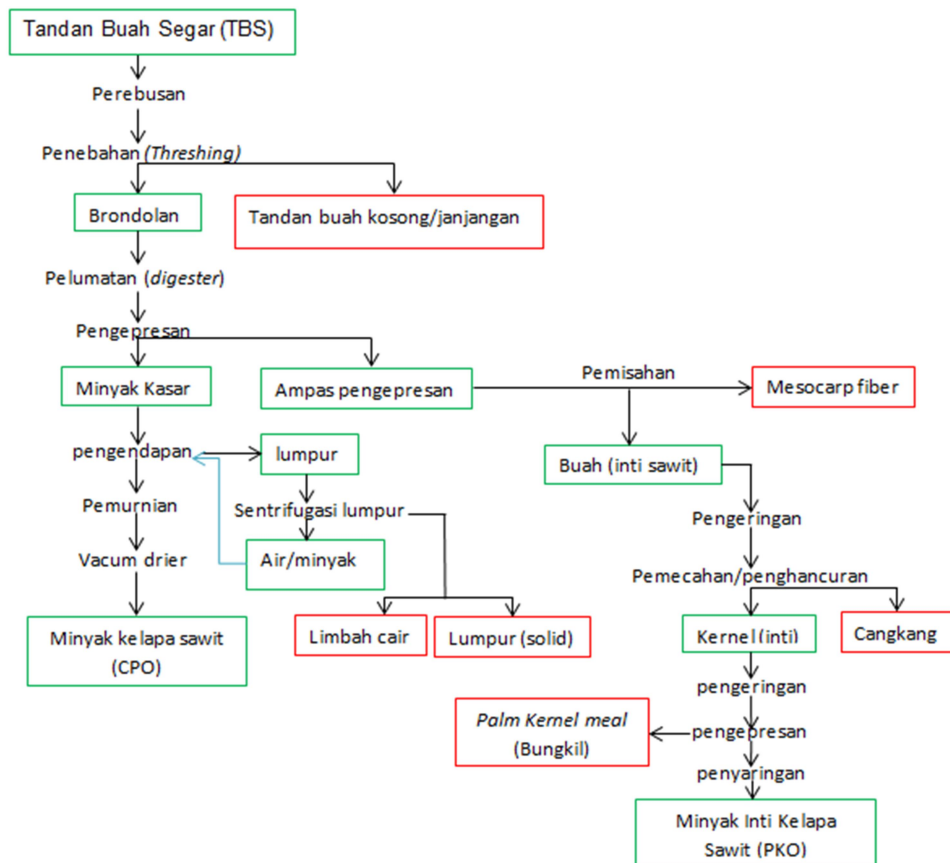 Tandan Buah Segar (TBS)
Perebusan
Penebahan (Threshing)
Brondolan
Tandan buah kosong/janjangan
Pelumatan (digester)
Pengepresan
Minyak Kasar
Ampas pengepresan
Pemisahan
Mesocarp fiber
pengendapan
lumpur
Buah (inti sawit)
Pemurnian
Sentrifugasi lumpur
Pengeringan
Vacum drier
Air/minyak
Pemecahan/penghancuran
Minyak kelapa sawit
(CPO)
Limbah cair
Lumpur (solid)
Kernel (inti)
Cangkang
pengeringan
Palm Kernel meal
(Bungkil)
pengepresan
penyaringan
Minyak Inti Kelapa
Sawit (PKO)